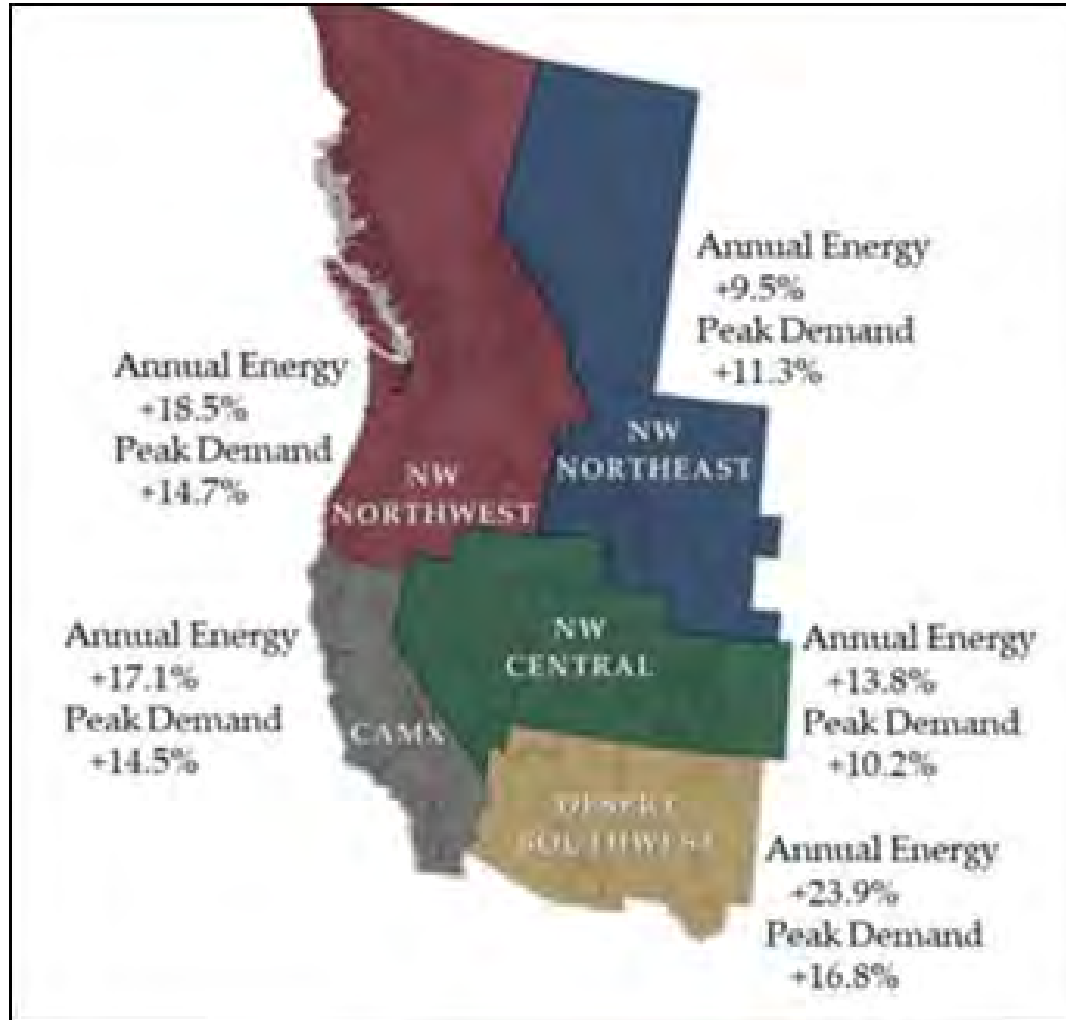 Annual Energy
+9.5%
Peak Demand
+11.3%
Annual Energy
+18.5%
Peak Demand
+14.7%
NW
NORTHEAST
NW
NORTHWEST
Annual Energy
+17.1%
Peak Demand
+14.5%
NW
CENTRAL
Annual Energy
+13.8%
Peak Demand
+10.2%
CAMX
DESERT
SOUTHWEST
Annual Energy
+23.9%
Peak Demand
+16.8%